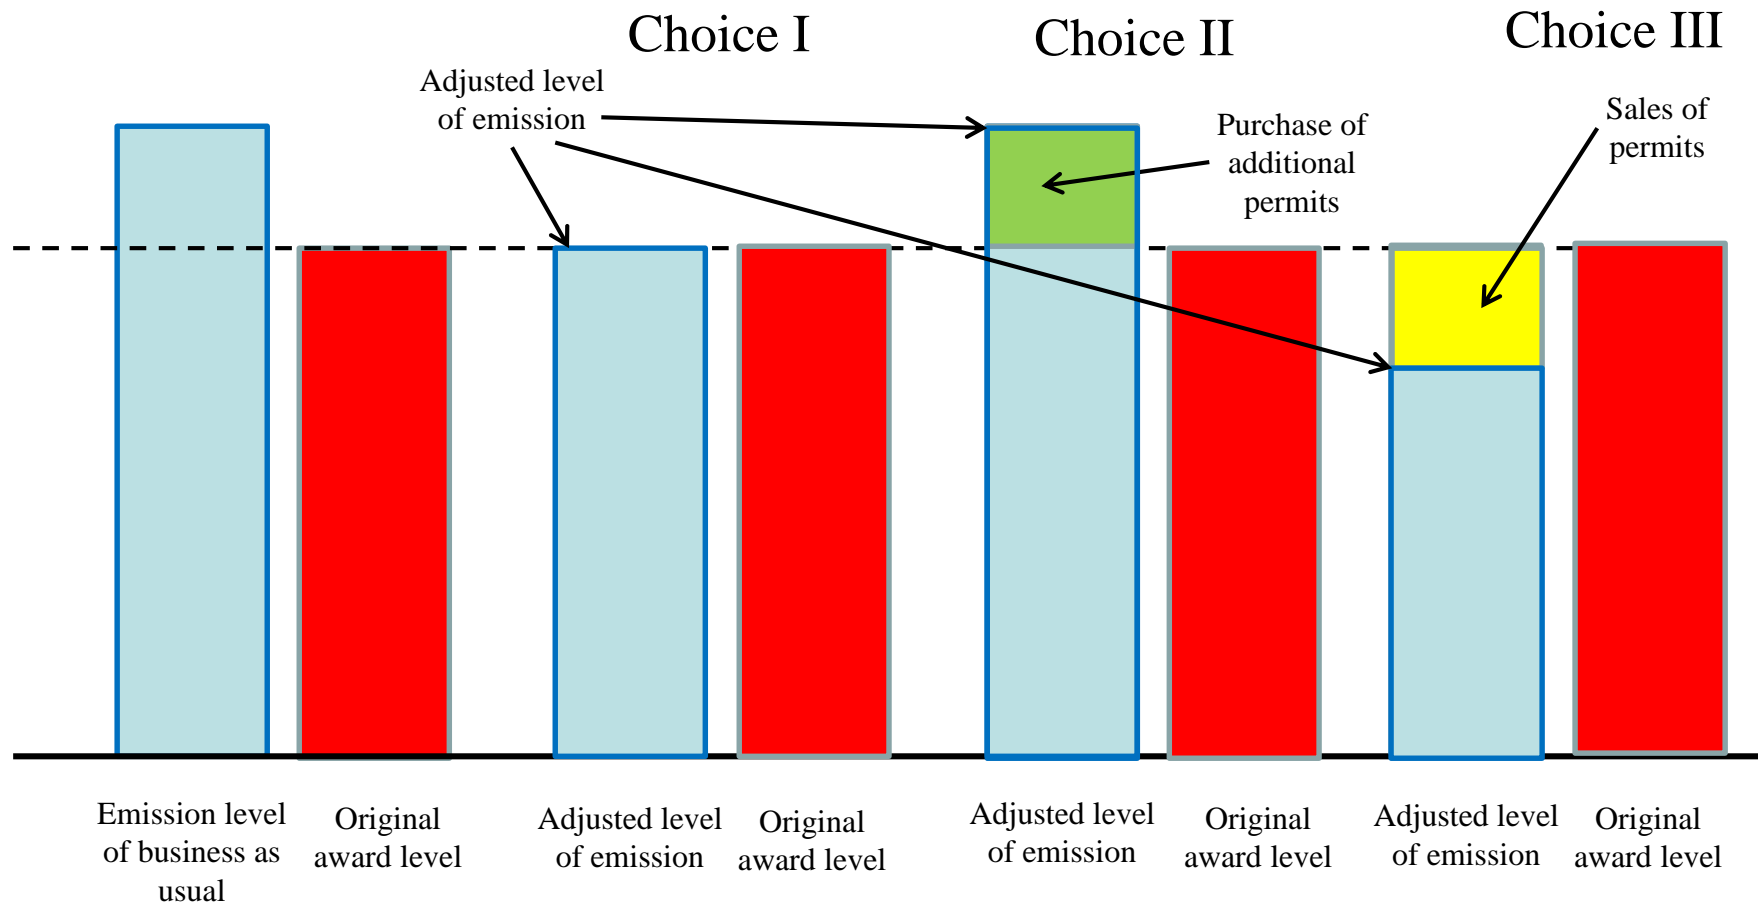 Choice I
Choice II
Choice III
Adjusted level
of emission
Purchase of
additional
permits
Sales of
permits
Emission level
of business as
usual
Original
award level
Adjusted level
of emission
Original
award level
Adjusted level
of emission
Original
award level
Adjusted level
of emission
Original
award level